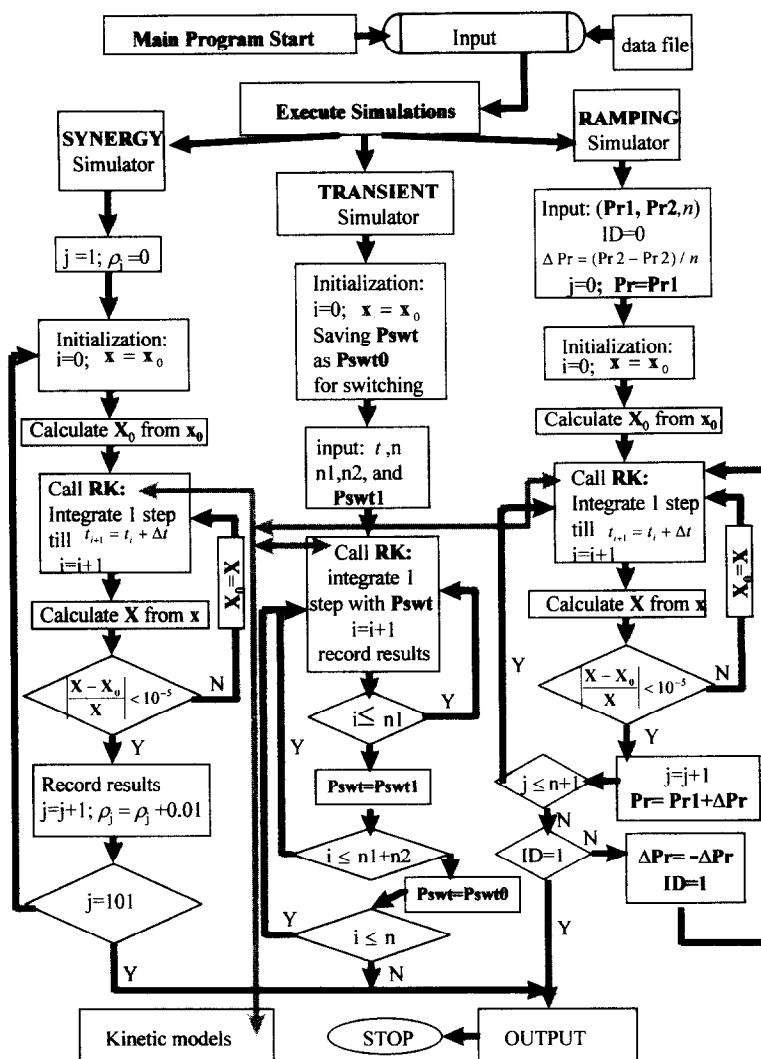 Main Program Start
Input
data file
Execute Simulations
SYNERGY
Simulator
j =1; ρj =0
Initialization:
i=0; x = x0
Calculate X0 from x0
Call RK:
Integrate 1 step
till ti+1 = ti + Δt
i=i+1
X0=X
Calculate X from x
|X − X0 / X| < 10⁻⁵
N
Y
Record results
j=j+1; ρj = ρj +0.01
j=101
Y
Kinetic models
TRANSIENT
Simulator
Initialization:
i=0; x = x0
Saving Pswt
as Pswt0
for switching
input: t ,n
n1,n2, and
Pswt1
Call RK:
integrate 1
step with Pswt
i=i+1
record results
i≤ n1
Y
Pswt=Pswt1
Y
i ≤ n1+n2
Pswt=Pswt0
Y
i ≤ n
N
RAMPING
Simulator
Input: (Pr1, Pr2,n)
ID=0
Δ Pr = (Pr 2 − Pr 2) / n
j=0; Pr=Pr1
Initialization:
i=0; x = x0
Calculate X0 from x0
Call RK:
Integrate 1 step
till ti+1 = ti + Δt
i=i+1
X0=X
Calculate X from x
|X − X0 / X| < 10⁻⁵
N
Y
Y
j=j+1
Pr= Pr1+ΔPr
j ≤ n+1
N
ID=1
N
ΔPr= -ΔPr
ID=1
Y
OUTPUT
STOP